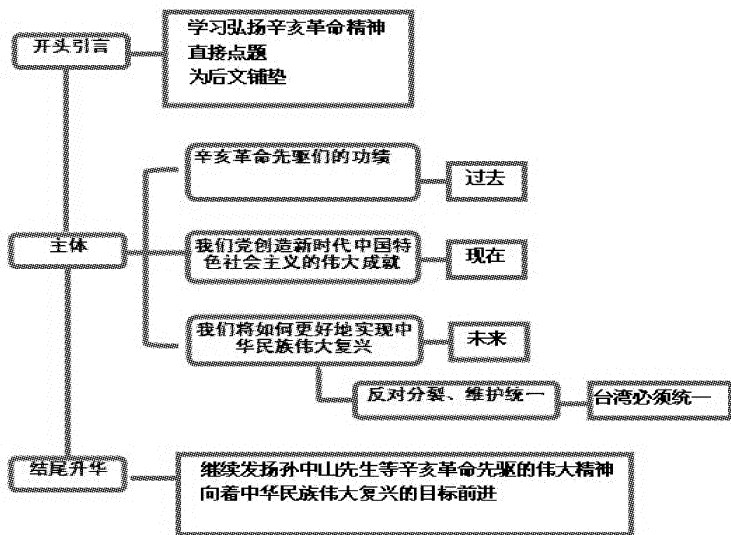 开头引言
学习弘扬辛亥革命精神
直接点题
为后文铺垫
辛亥革命先驱们的功绩
过去
主体
我们党创造新时代中国特
色社会主义的伟大成就
现在
我们将如何更好地实现中
华民族伟大复兴
未来
反对分裂、维护统一
台湾必须统一
结尾升华
继续发扬孙中山先生等辛亥革命先驱的伟大精神
向着中华民族伟大复兴的目标前进